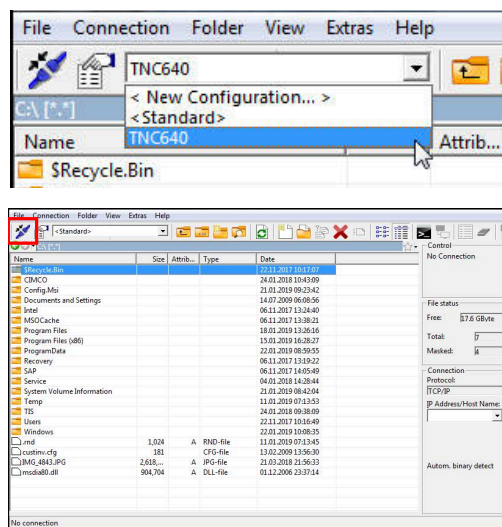 File Connection Folder View Extras Help
TNC640
C:\ [*.*]
< New Configuration... >
<Standard>
Name TNC640 Attrib...
$Recycle.Bin
File Connection Folder View Extras Help
<Standard>
C:\[*.*] Control
Name Size Attrib... Type Date No Connection
$Recycle.Bin 22.11.2017 10:17:07
CIMCO 24.01.2018 10:43:09
Config.Msi 21.01.2019 09:23:42
Documents and Settings 14.07.2009 06:08:56 File status
Intel 06.11.2017 13:24:40 Free: 17.6 GByte
MSOCache 06.11.2017 13:38:21
Program Files 18.01.2019 13:26:16 Total: 7
Program Files (x86) 15.01.2019 16:28:27
ProgramData 22.01.2019 08:59:55 Masked: 4
Recovery 06.11.2017 13:19:22
SAP 06.11.2017 14:05:49 Connection
Service 04.01.2018 14:28:44 Protocol:
System Volume Information 21.01.2019 08:42:04 TCP/IP
Temp 11.01.2019 07:13:53 IP Address/Host Name:
TIS 24.01.2018 09:38:09
Users 22.11.2017 10:16:49
Windows 22.01.2019 10:08:35
.rnd 1,024 A RND-file 11.01.2019 07:13:45
custinv.cfg 181 CFG-file 13.02.2009 13:56:30
IMG_4843.JPG 2,618,... A JPG-file 21.03.2018 21:56:33 Autom. binary detect
msdia80.dll 904,704 A DLL-file 01.12.2006 23:37:14
No connection